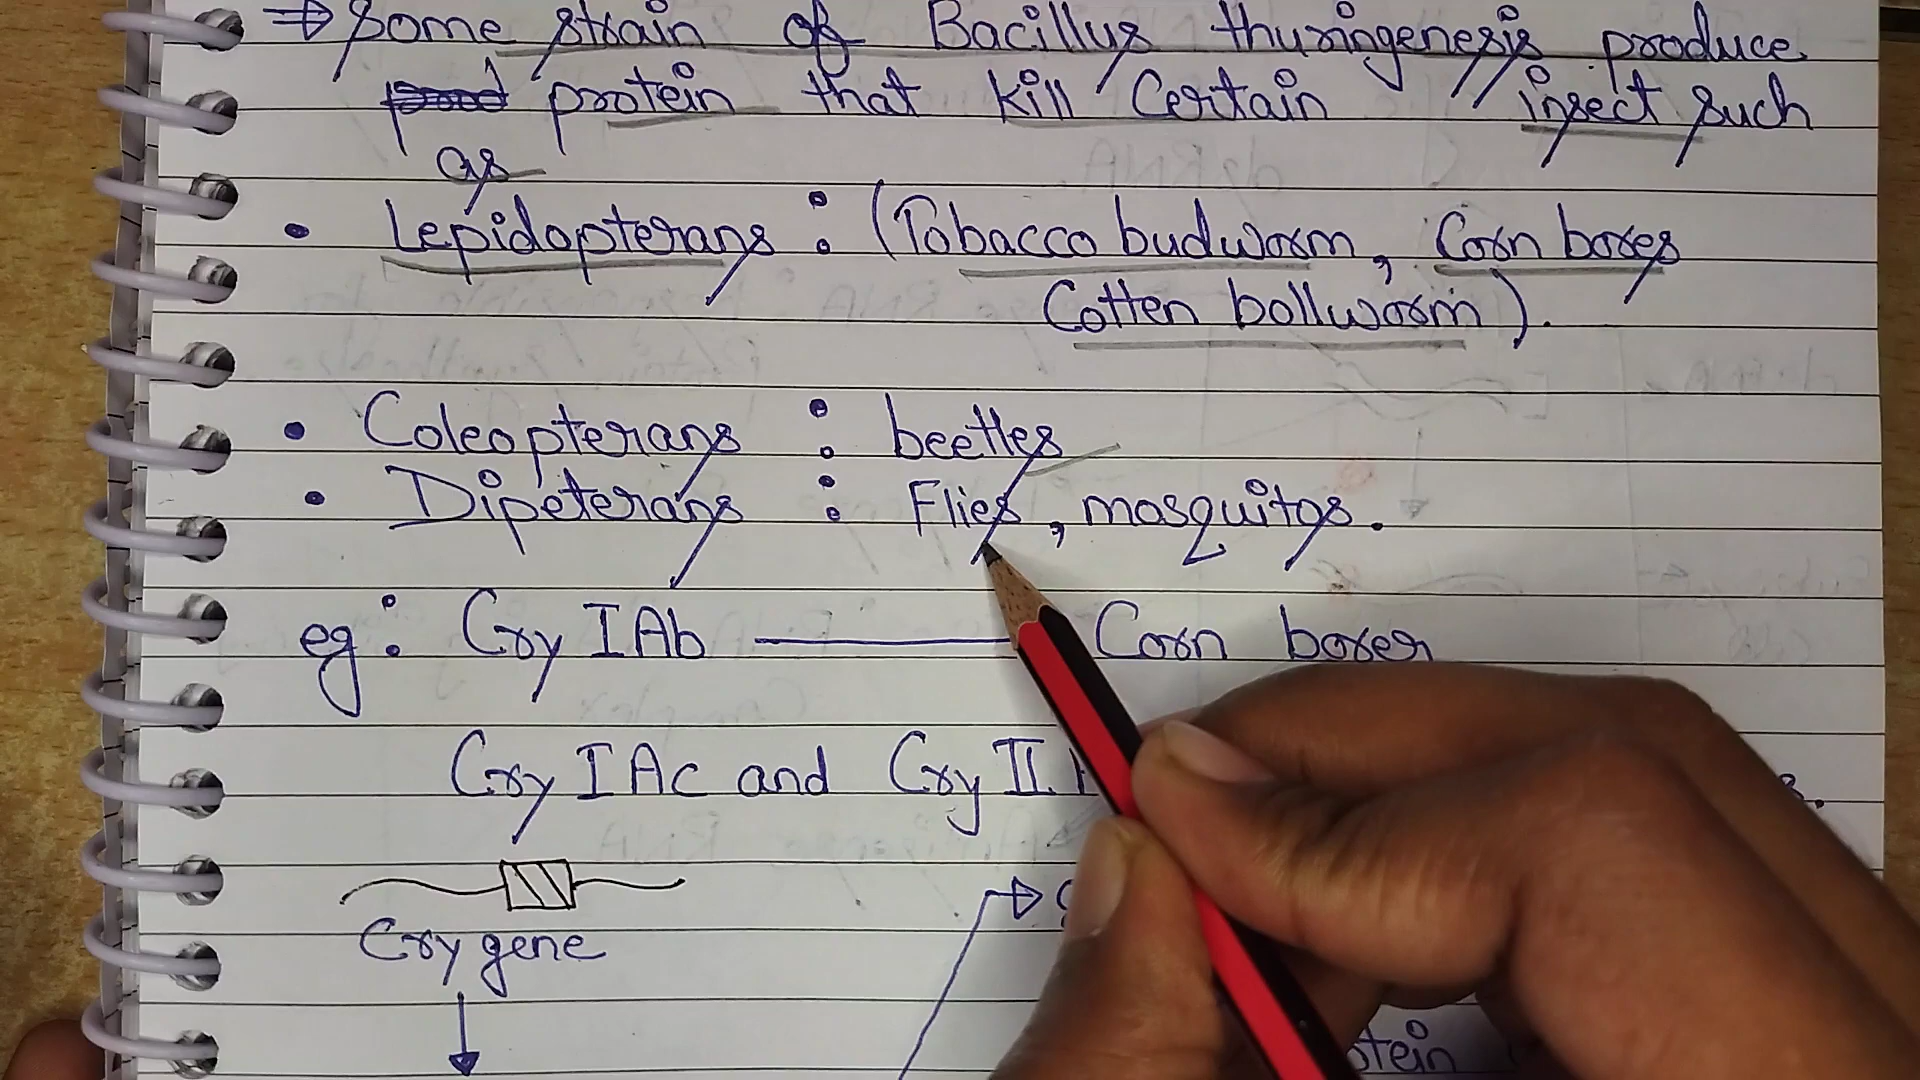 ⇒ Some strain of Bacillus thuringenesis produce
protein that kill Certain insect such
as
• Lepidopterans : (Tobacco budworm, Corn bores
Cotten bollworm).
• Coleopterans : beetles
• Dipeterans : Flies, mosquitos.
eg: Cry IAb — Corn borer
Cry IAc and Cry II
Cry gene